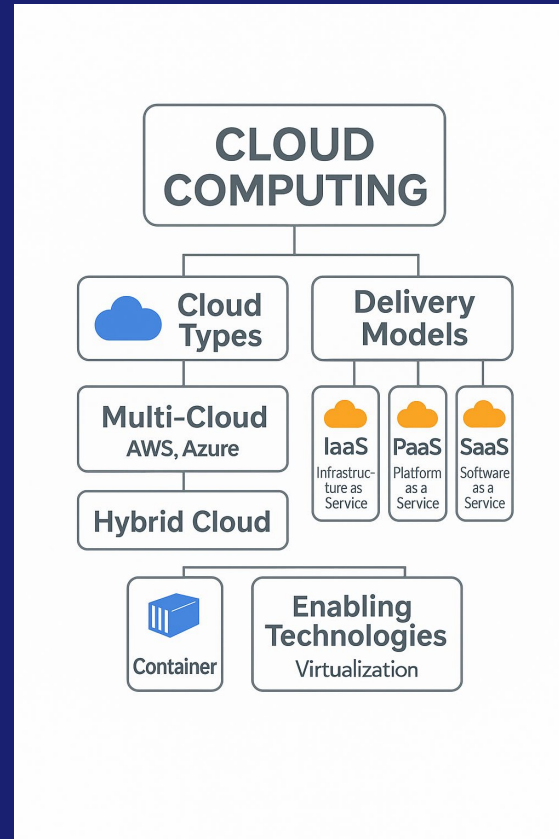 CLOUD
COMPUTING
Cloud
Types
Delivery
Models
Multi-Cloud
AWS, Azure
Hybrid Cloud
IaaS
Infrastruc-
ture as
Service
PaaS
Platform
as a
Service
SaaS
Software
as a
Service
Container
Enabling
Technologies
Virtualization